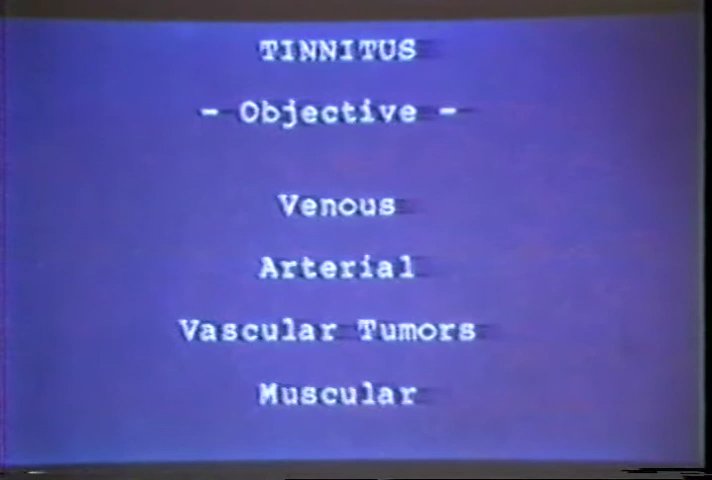 TINNITUS
- Objective -
Venous
Arterial
Vascular Tumors
Muscular